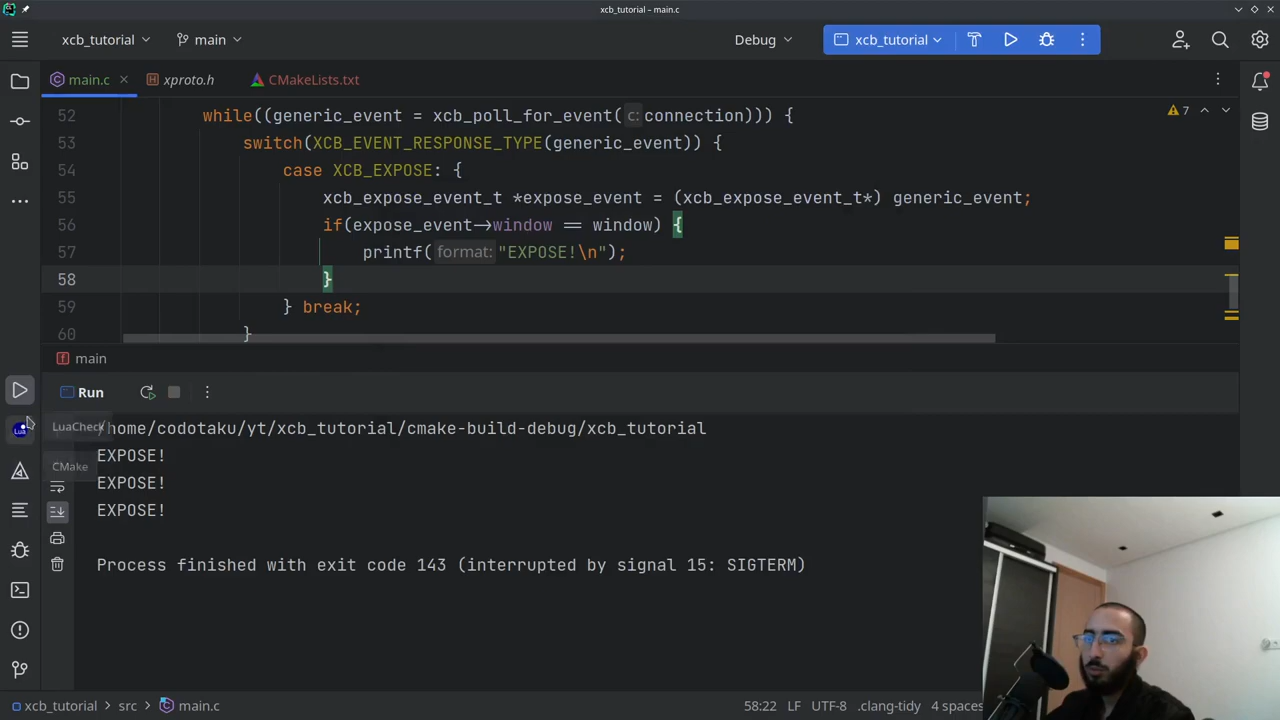 xcb_tutorial – main.c
xcb_tutorial
main
Debug
xcb_tutorial
main.c
xproto.h
CMakeLists.txt
52 while((generic_event = xcb_poll_for_event( c: connection))) {
7
53 switch(XCB_EVENT_RESPONSE_TYPE(generic_event)) {
54 case XCB_EXPOSE: {
55 xcb_expose_event_t *expose_event = (xcb_expose_event_t*) generic_event;
56 if(expose_event->window == window) {
57 printf( format: "EXPOSE!\n");
58 }
59 } break;
60 }
main
Run
LuaCheck
/home/codotaku/yt/xcb_tutorial/cmake-build-debug/xcb_tutorial
Lua
EXPOSE!
CMake
EXPOSE!
EXPOSE!
Process finished with exit code 143 (interrupted by signal 15: SIGTERM)
xcb_tutorial
src
main.c
58:22
LF
UTF-8
.clang-tidy
4 spaces